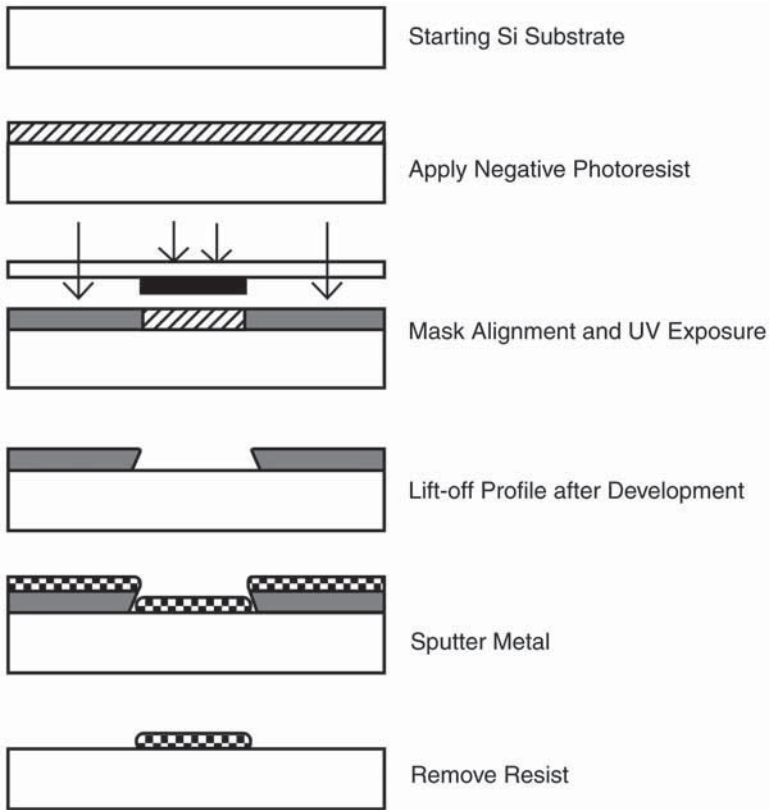 Starting Si Substrate
Apply Negative Photoresist
Mask Alignment and UV Exposure
Lift-off Profile after Development
Sputter Metal
Remove Resist